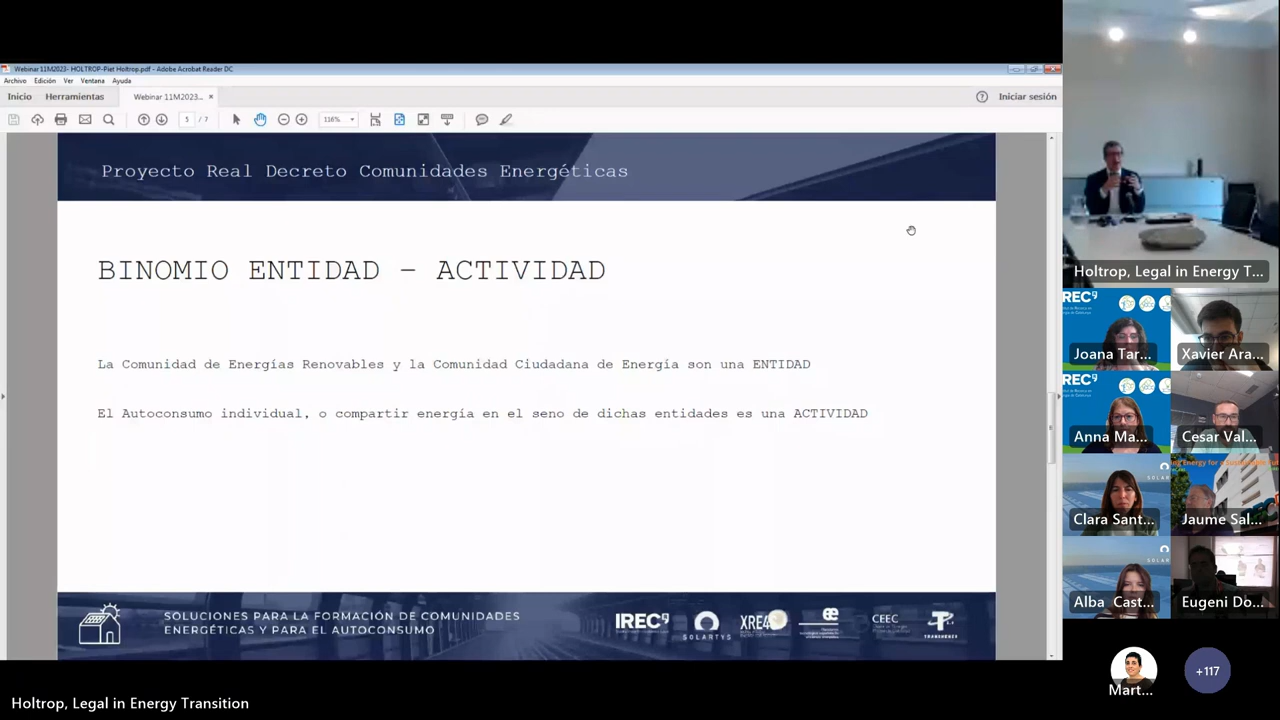 Webinar 11M2023- HOLTROP-Piet Holtrop.pdf - Adobe Acrobat Reader DC
Archivo Edición Ver Ventana Ayuda
Inicio Herramientas Webinar 11M2023... × Iniciar sesión
5 / 7 116%
Proyecto Real Decreto Comunidades Energéticas
BINOMIO ENTIDAD – ACTIVIDAD
La Comunidad de Energías Renovables y la Comunidad Ciudadana de Energía son una ENTIDAD
El Autoconsumo individual, o compartir energía en el seno de dichas entidades es una ACTIVIDAD
SOLUCIONES PARA LA FORMACIÓN DE COMUNIDADES
ENERGÉTICAS Y PARA EL AUTOCONSUMO
IREC
SOLARTYS
XRE4S
CEEC
Holtrop, Legal in Energy T...
IREC
Joana Tar...
Xavier Ara...
IREC
Anna Ma...
Cesar Val...
Clara Sant...
Jaume Sal...
Alba Cast...
Eugeni Do...
Mart...
+117
Holtrop, Legal in Energy Transition